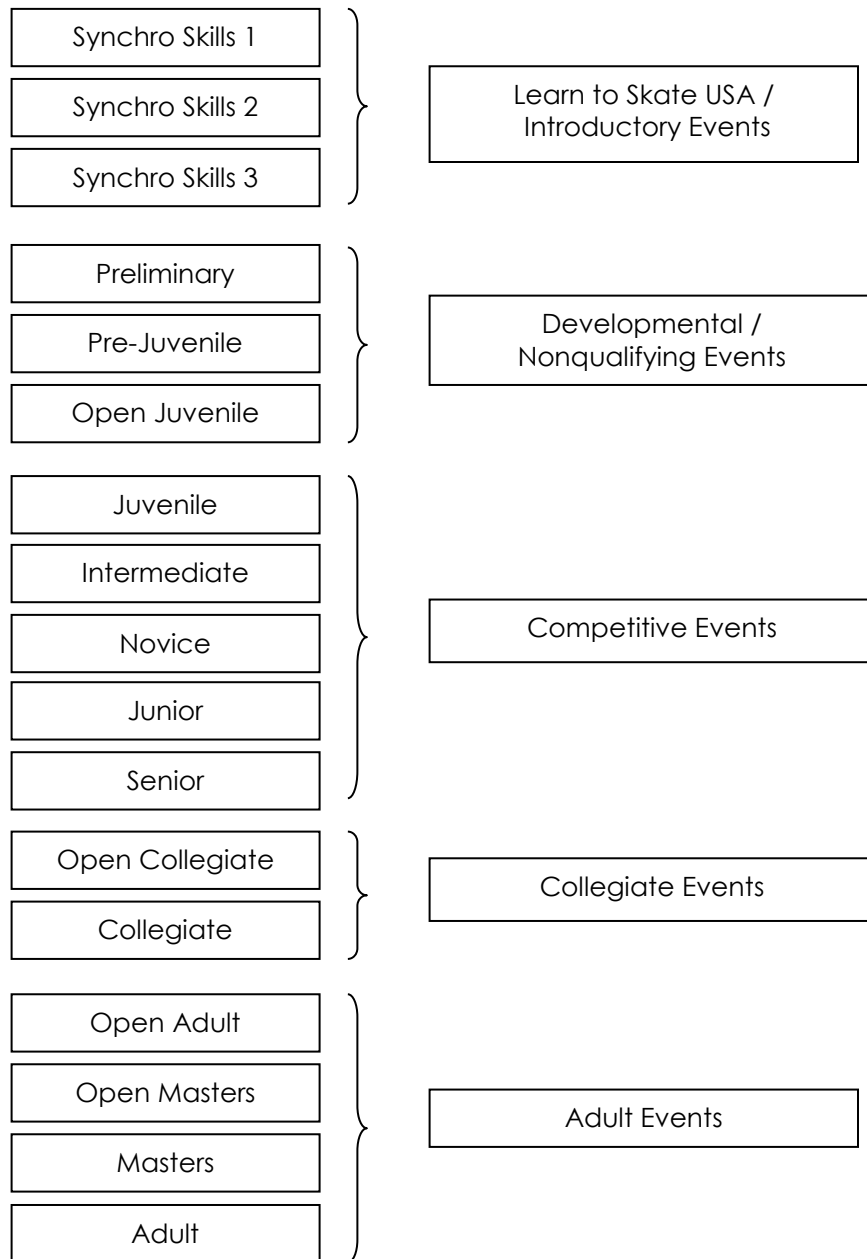 Synchro Skills 1
Synchro Skills 2
Synchro Skills 3
Learn to Skate USA /
Introductory Events
Preliminary
Pre-Juvenile
Open Juvenile
Developmental /
Nonqualifying Events
Juvenile
Intermediate
Novice
Junior
Senior
Competitive Events
Open Collegiate
Collegiate
Collegiate Events
Open Adult
Open Masters
Masters
Adult
Adult Events